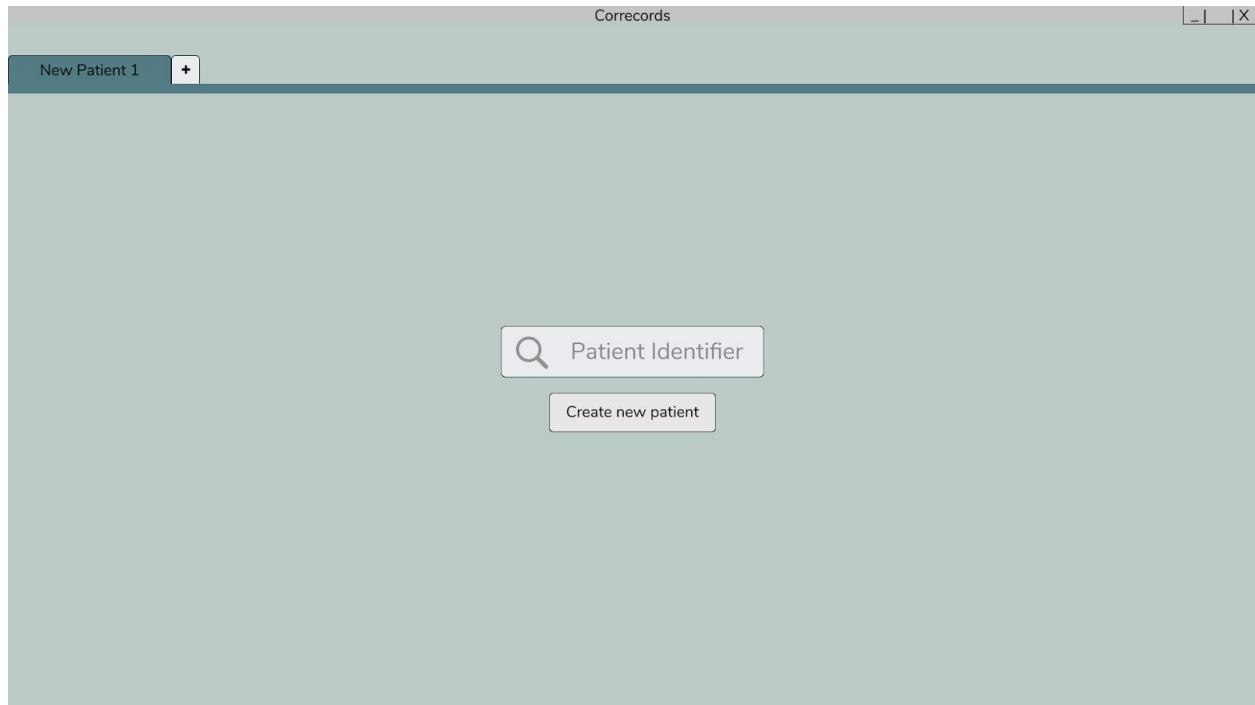 Correcords
_| |X
New Patient 1 +
Patient Identifier
Create new patient